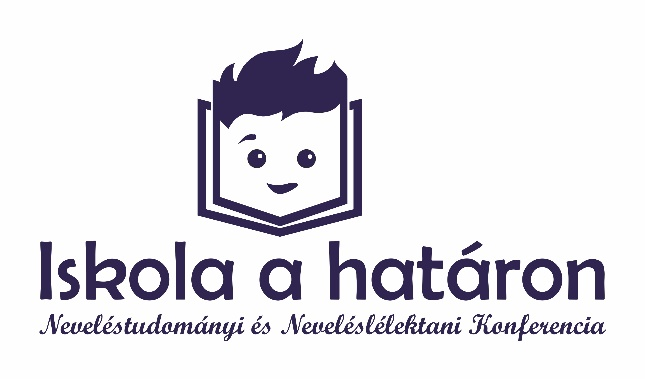 Iskola a határon
Neveléstudományi és Neveléslélektani Konferencia